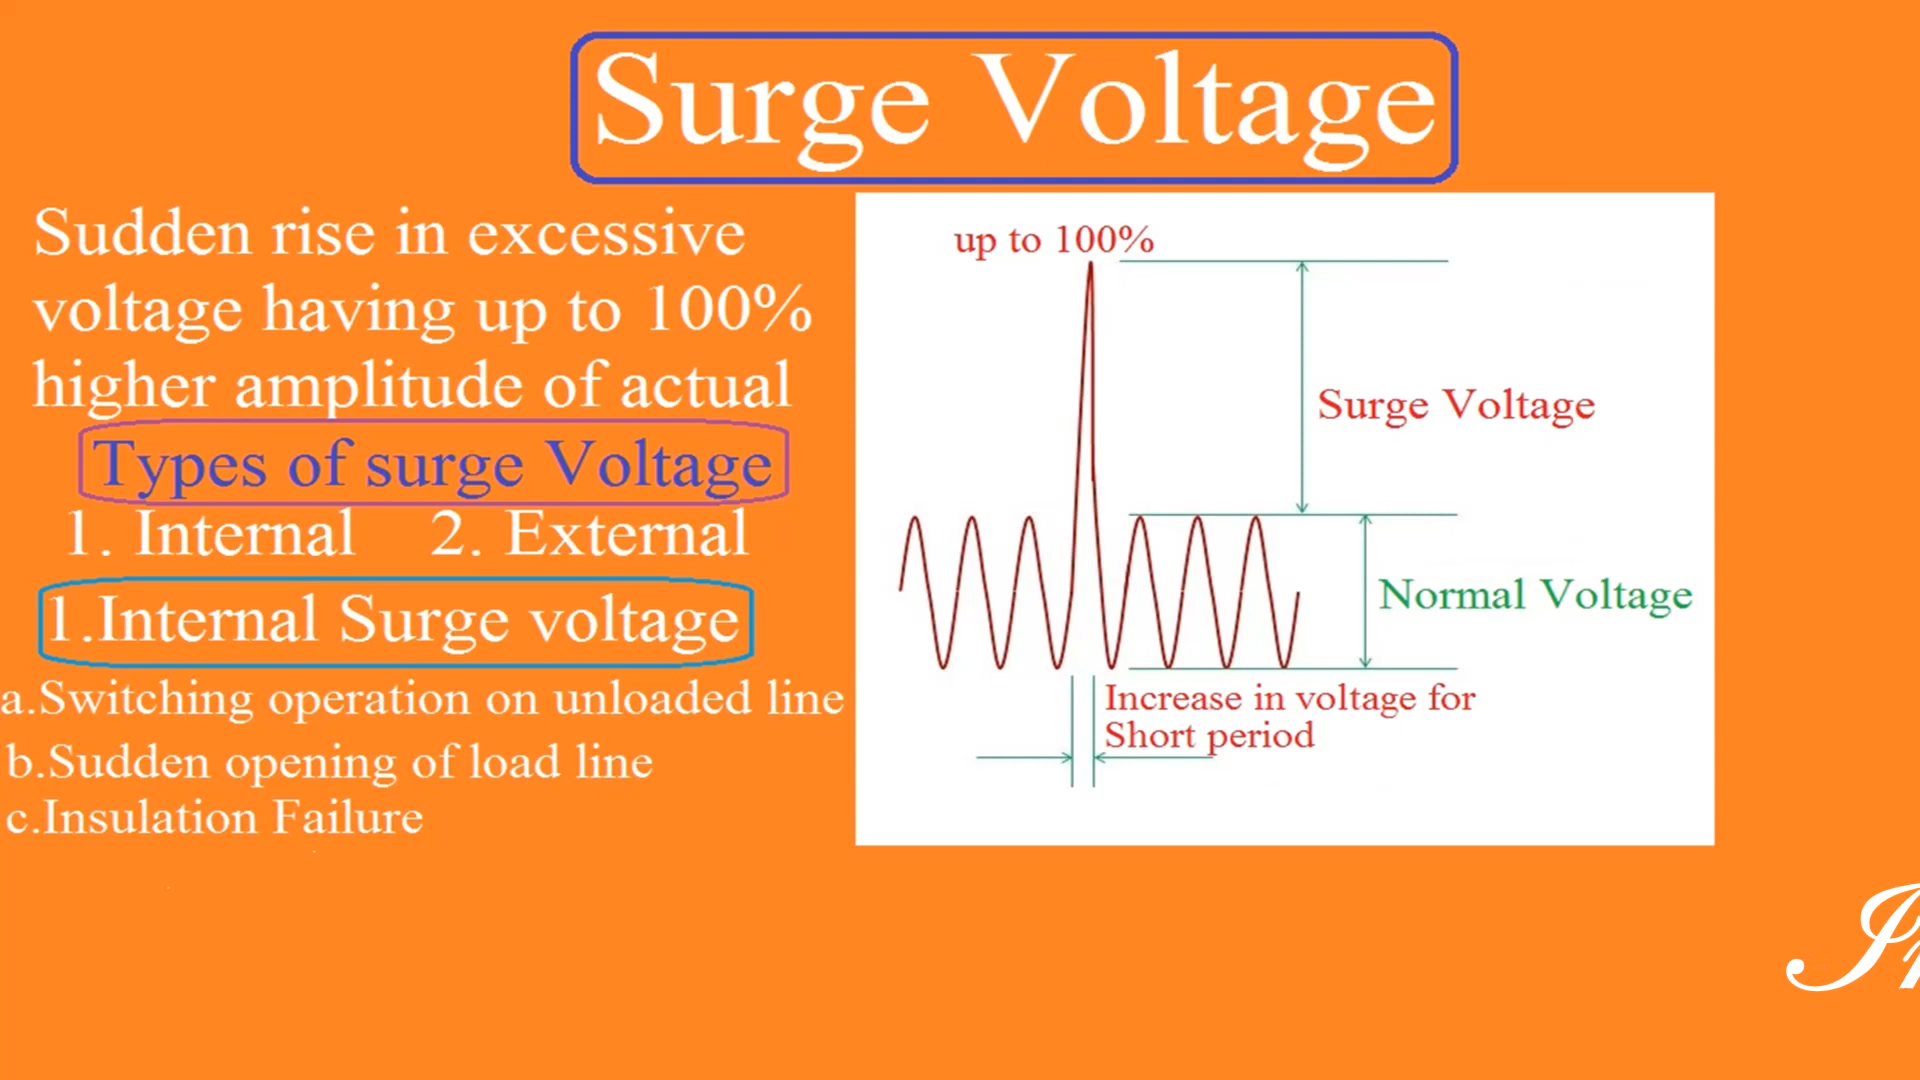 Surge Voltage
Sudden rise in excessive
voltage having up to 100%
higher amplitude of actual
Types of surge Voltage
1. Internal 2. External
1.Internal Surge voltage
a.Switching operation on unloaded line
b.Sudden opening of load line
c.Insulation Failure
up to 100%
Surge Voltage
Normal Voltage
Increase in voltage for
Short period